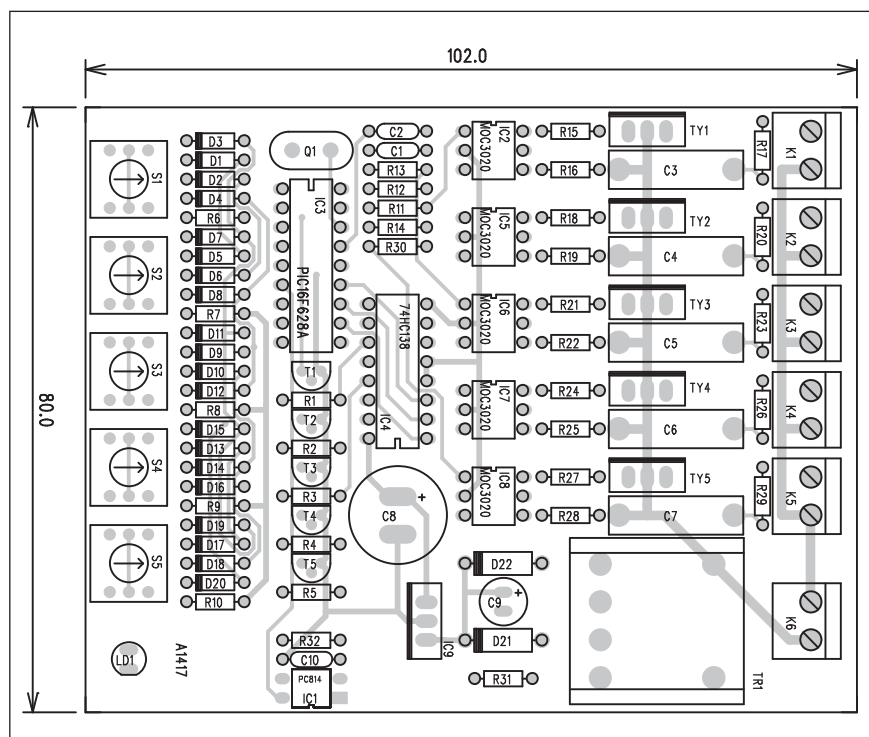 102.0
80.0
S1
S2
S3
S4
S5
D3
D1
D2
D4
R6
D7
D5
D6
D8
R7
D11
D9
D10
D12
R8
D15
D13
D14
D16
R9
D19
D17
D18
D20
R10
LD1
A1417
Q1
IC3
PIC16F628A
T1
R1
T2
R2
T3
R3
T4
R4
T5
R5
R32
C10
PC814
IC1
C2
C1
R13
R12
R11
R14
R30
74HC138
IC4
C8
+
IC9
IC2
MOC3020
IC5
MOC3020
IC6
MOC3020
IC7
MOC3020
IC8
MOC3020
D22
C9
+
D21
R31
R15
R16
R18
R19
R21
R22
R24
R25
R27
R28
TY1
C3
TY2
C4
TY3
C5
TY4
C6
TY5
C7
TR1
R17
R20
R23
R26
R29
K1
K2
K3
K4
K5
K6